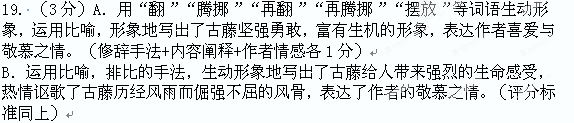 19.（3分）A. 用“翻”“腾挪”“再翻”“再腾挪”“摆放”等词语生动形
象，运用比喻，形象地写出了古藤坚强勇敢，富有生机的形象，表达作者喜爱与
敬慕之情。（修辞手法+内容阐释+作者情感各1分）
B. 运用比喻，排比的手法，生动形象地写出了古藤给人带来强烈的生命感受，
热情讴歌了古藤历经风雨而倔强不屈的风骨，表达了作者的敬慕之情。（评分标
准同上）